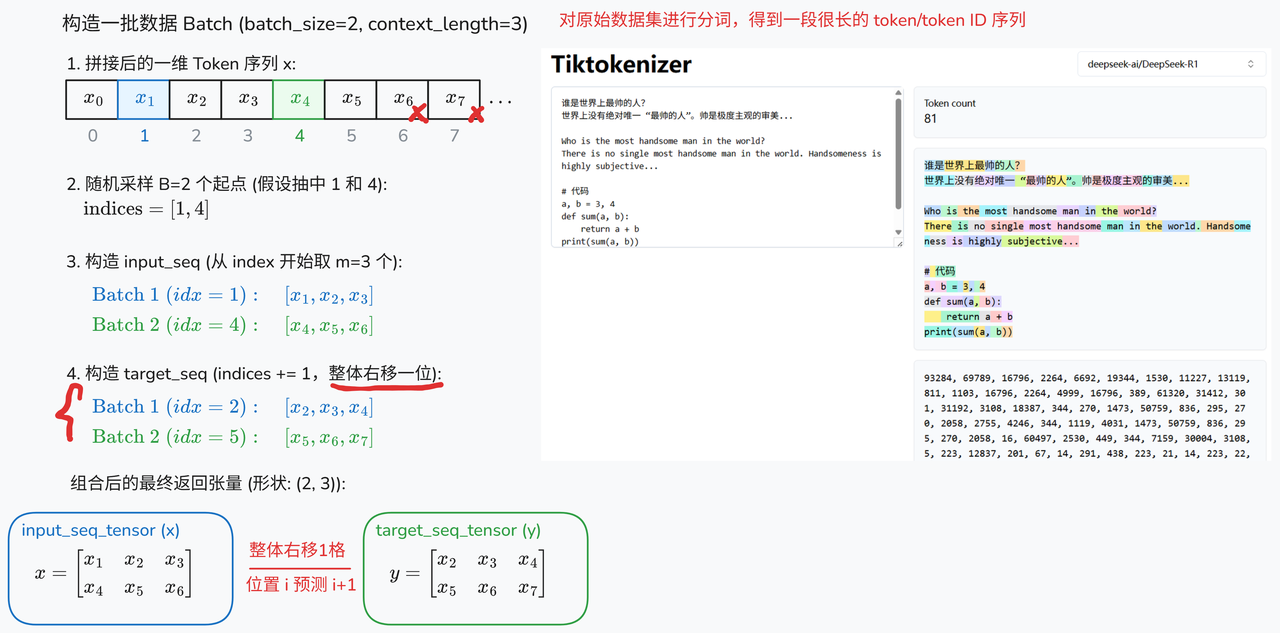 构造一批数据 Batch (batch_size=2, context_length=3)
1. 拼接后的一维 Token 序列 x:
x0 x1 x2 x3 x4 x5 x6 x7 ...
0 1 2 3 4 5 6 7
2. 随机采样 B=2 个起点 (假设抽中 1 和 4):
indices = [1, 4]
3. 构造 input_seq (从 index 开始取 m=3 个):
Batch 1 (idx = 1) : [x1, x2, x3]
Batch 2 (idx = 4) : [x4, x5, x6]
4. 构造 target_seq (indices += 1，整体右移一位):
Batch 1 (idx = 2) : [x2, x3, x4]
Batch 2 (idx = 5) : [x5, x6, x7]
组合后的最终返回张量 (形状: (2, 3)):
input_seq_tensor (x)
x = [x1 x2 x3
x4 x5 x6]
整体右移1格
位置 i 预测 i+1
target_seq_tensor (y)
y = [x2 x3 x4
x5 x6 x7]
对原始数据集进行分词，得到一段很长的 token/token ID 序列
Tiktokenizer
deepseek-ai/DeepSeek-R1
谁是世界上最帅的人?
世界上没有绝对唯一 “最帅的人”。帅是极度主观的审美...
Who is the most handsome man in the world?
There is no single most handsome man in the world. Handsomeness is
highly subjective...
# 代码
a, b = 3, 4
def sum(a, b):
return a + b
print(sum(a, b))
Token count
81
谁是世界上最帅的人?
世界上没有绝对唯一 “最帅的人”。帅是极度主观的审美...
Who is the most handsome man in the world?
There is no single most handsome man in the world. Handsome
ness is highly subjective...
# 代码
a, b = 3, 4
def sum(a, b):
return a + b
print(sum(a, b))
93284, 69789, 16796, 2264, 6692, 19344, 1530, 11227, 13119,
811, 1103, 16796, 2264, 4999, 16796, 389, 61320, 31412, 30
1, 31192, 3108, 18387, 344, 270, 1473, 50759, 836, 295, 27
0, 2058, 2755, 4246, 344, 1119, 4031, 1473, 50759, 836, 29
5, 270, 2058, 16, 60497, 2530, 449, 344, 7159, 30004, 3108,
5, 223, 12837, 201, 67, 14, 291, 438, 223, 21, 14, 223, 22,